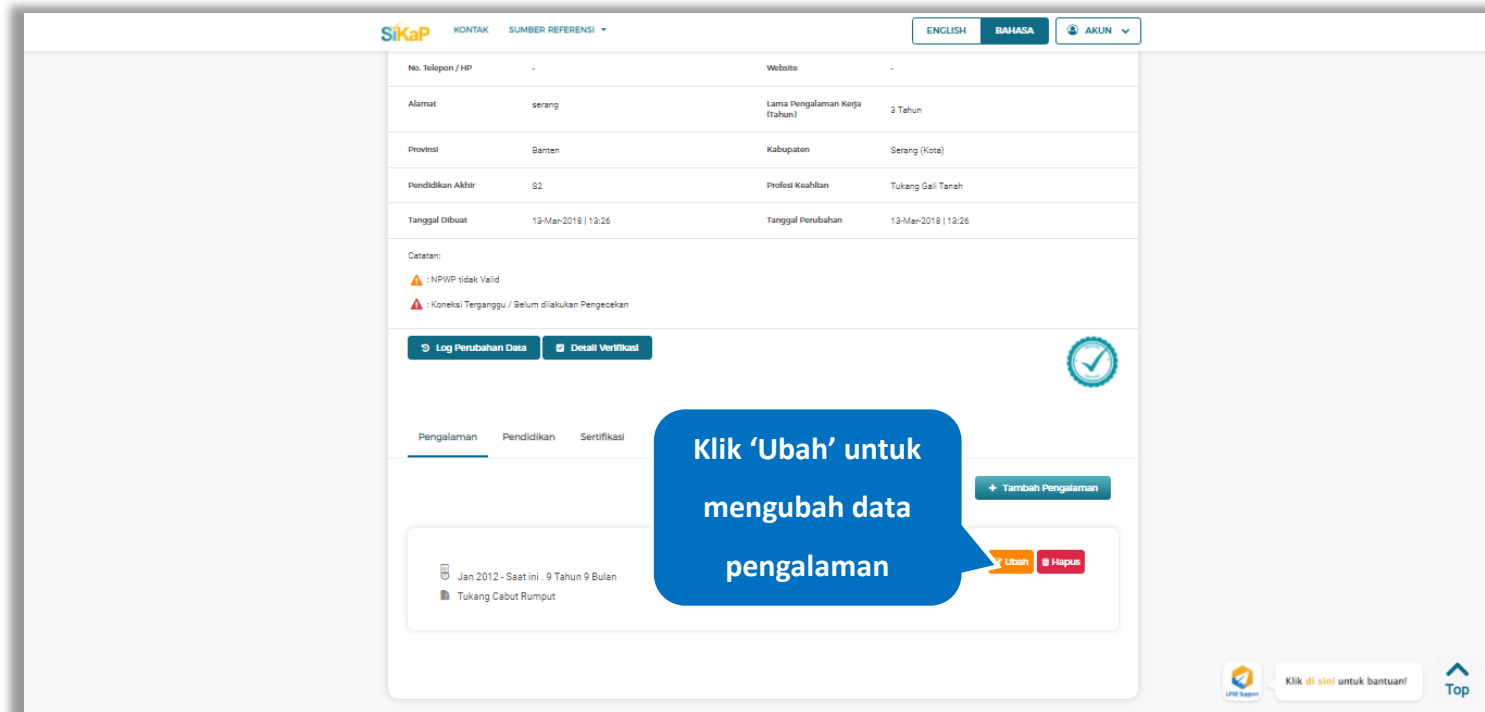 SiKaP KONTAK SUMBER REFERENSI ENGLISH BAHASA AKUN
No. Telepon / HP - Website -
Alamat serang Lama Pengalaman Kerja (Tahun) 3 Tahun
Provinsi Banten Kabupaten Serang (Kota)
Pendidikan Akhir S2 Profesi Keahlian Tukang Gali Tanah
Tanggal Dibuat 13-Mar-2018 | 13:26 Tanggal Perubahan 13-Mar-2018 | 13:26
Catatan:
: NPWP tidak Valid
: Koneksi Terganggu / Belum dilakukan Pengecekan
Log Perubahan Data Detail Verifikasi
Pengalaman Pendidikan Sertifikasi
Klik ‘Ubah’ untuk
mengubah data
pengalaman
+ Tambah Pengalaman
Ubah Hapus
Jan 2012 - Saat ini . 9 Tahun 9 Bulan
Tukang Cabut Rumput
LPSE Support Klik di sini untuk bantuan! Top